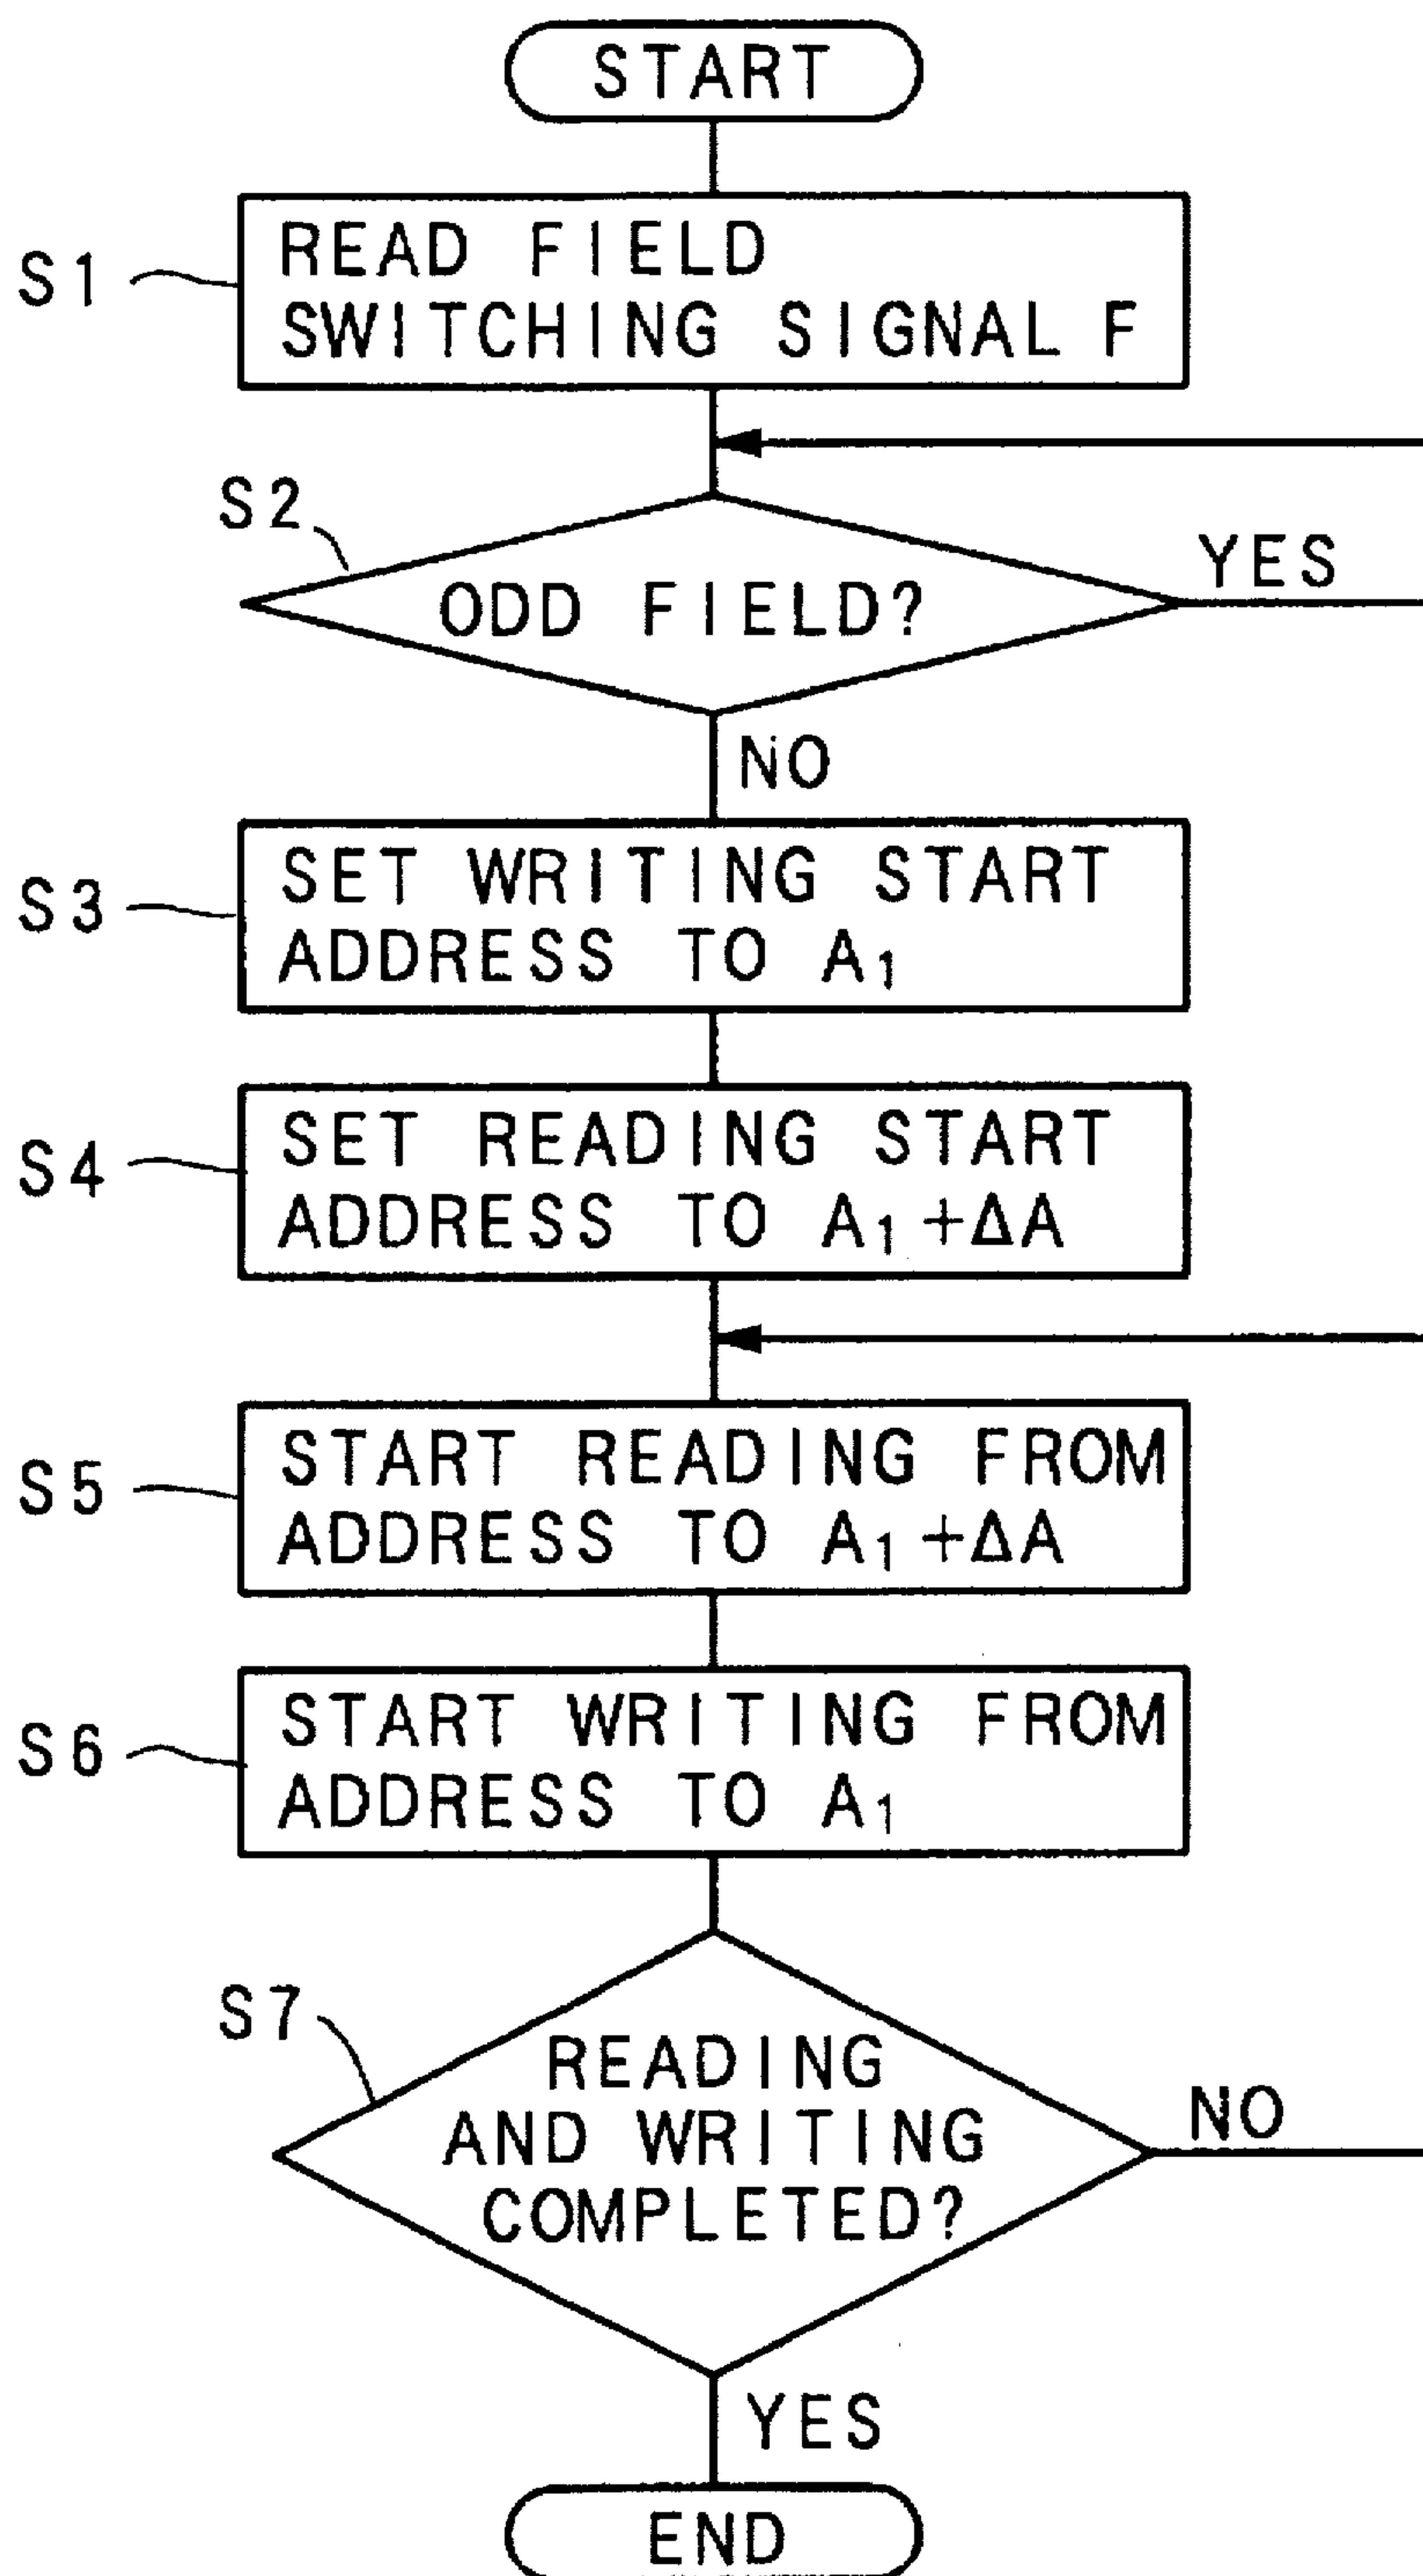 START
S1
READ FIELD
SWITCHING SIGNAL F
S2
ODD FIELD?
YES
NO
S3
SET WRITING START
ADDRESS TO A₁
S4
SET READING START
ADDRESS TO A₁+ΔA
S5
START READING FROM
ADDRESS TO A₁+ΔA
S6
START WRITING FROM
ADDRESS TO A₁
S7
READING
AND WRITING
COMPLETED?
NO
YES
END